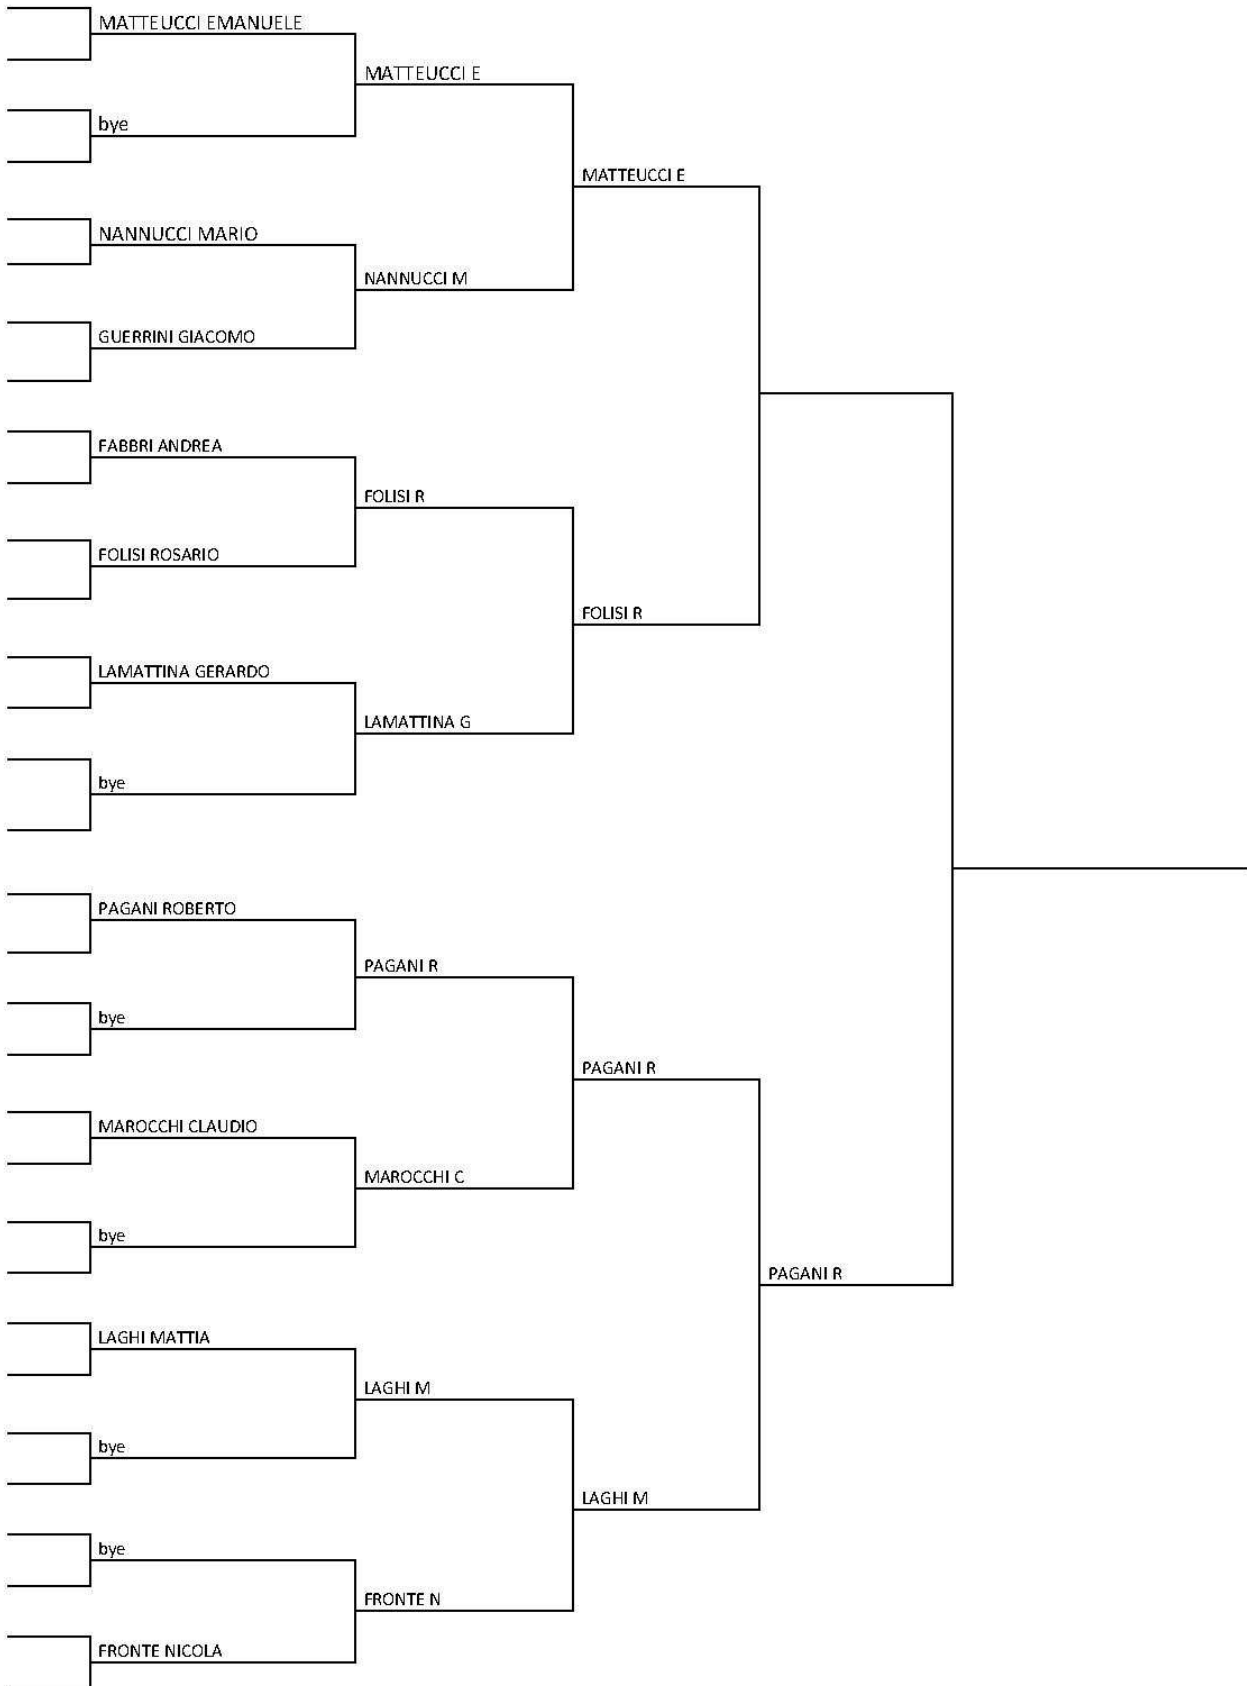 MATTEUCCI EMANUELE
MATTEUCCI E
bye
MATTEUCCI E
NANNUCCI MARIO
NANNUCCI M
GUERRINI GIACOMO
FABBRI ANDREA
FOLISI R
FOLISI ROSARIO
FOLISI R
LAMATTINA GERARDO
LAMATTINA G
bye
PAGANI ROBERTO
PAGANI R
bye
PAGANI R
MAROCCHI CLAUDIO
MAROCCHI C
bye
PAGANI R
LAGHI MATTIA
LAGHI M
bye
LAGHI M
bye
FRONTE N
FRONTE NICOLA